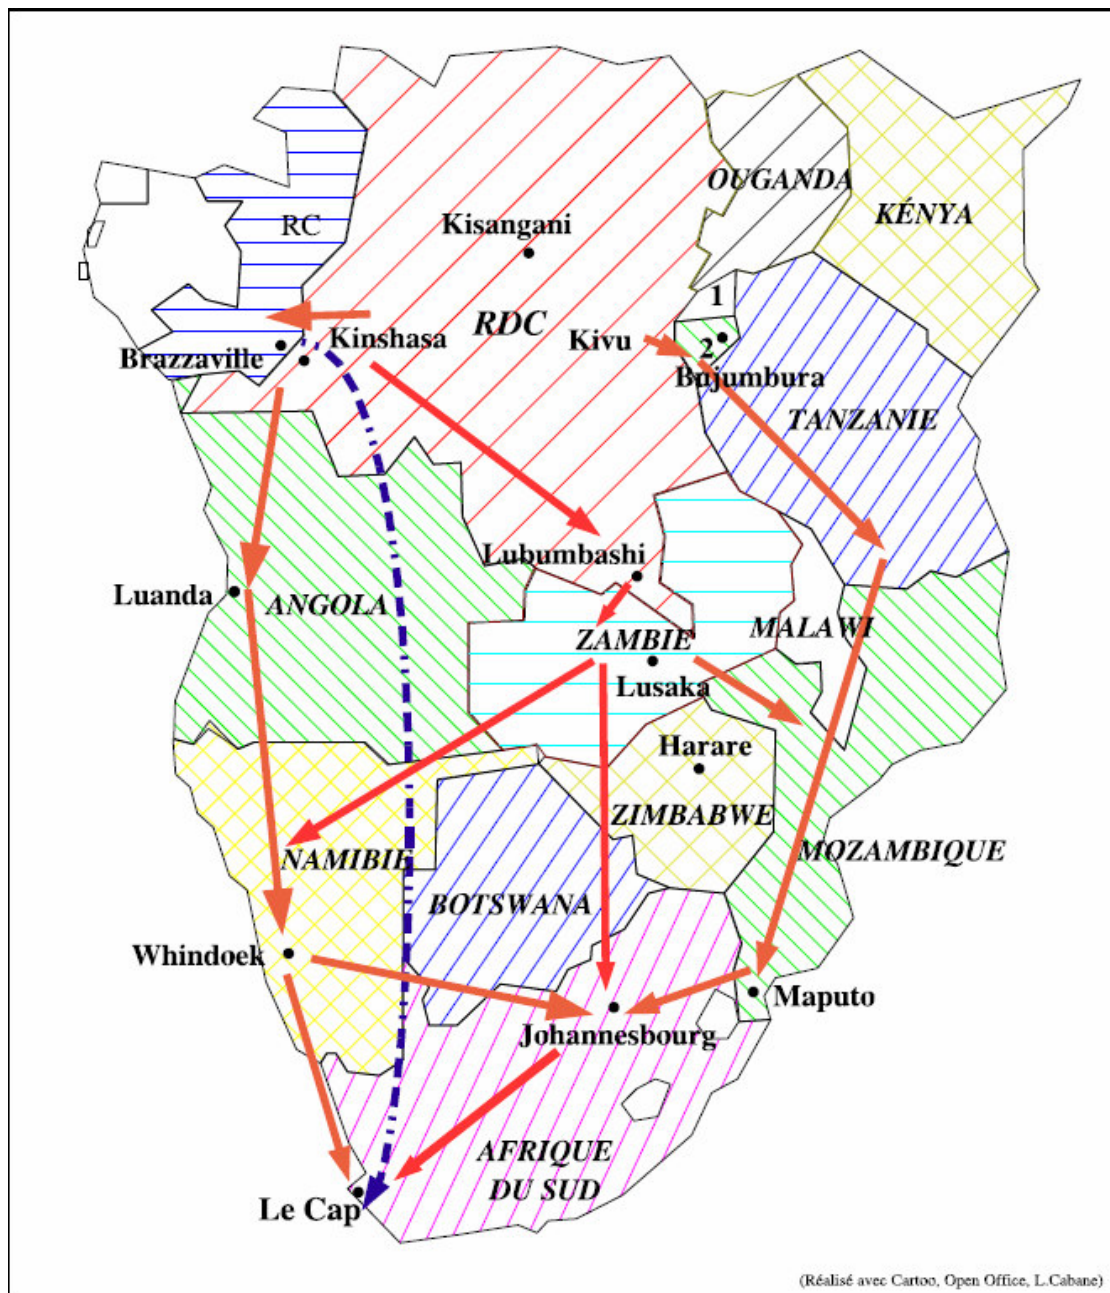 OUGANDA
KÉNYA
RC
Kisangani
1
RDC
Kinshasa
Kivu
2
Brazzaville
Bujumbura
TANZANIE
Lubumbashi
Luanda
ANGOLA
MALAWI
ZAMBIE
Lusaka
Harare
ZIMBABWE
NAMIBIE
MOZAMBIQUE
BOTSWANA
Whindoek
Maputo
Johannesbourg
AFRIQUE
DU SUD
Le Cap
(Réalisé avec Cartoo, Open Office, L.Cabane)